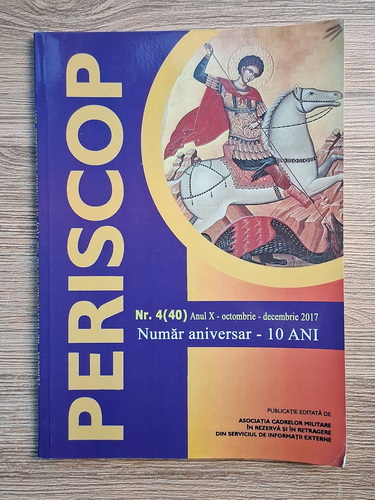 PERISCOP
Nr. 4(40) Anul X - octombrie - decembrie 2017
Număr aniversar - 10 ANI
PUBLICAȚIE EDITATĂ DE
ASOCIAȚIA CADRELOR MILITARE
ÎN REZERVĂ ȘI ÎN RETRAGERE
DIN SERVICIUL DE INFORMAȚII EXTERNE